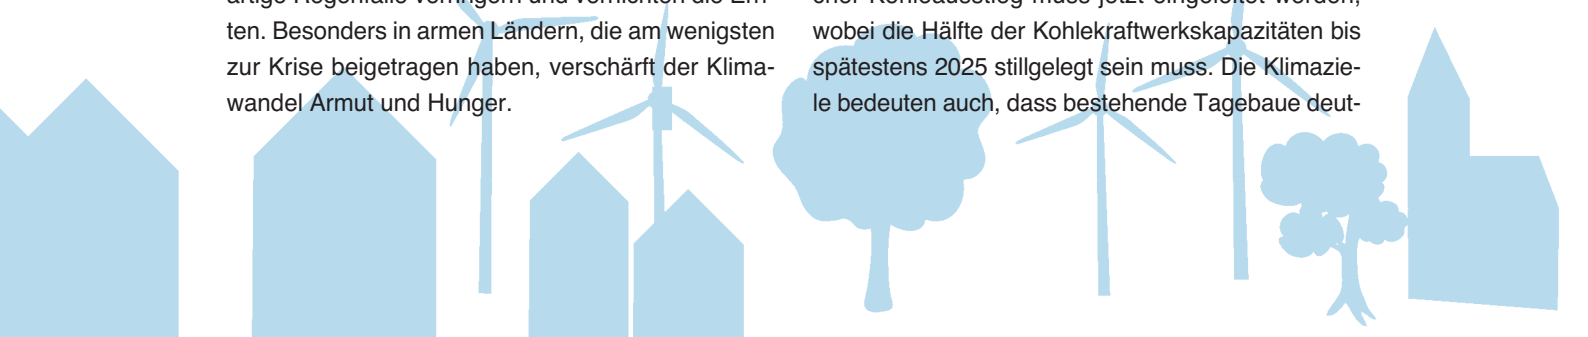 ten. Besonders in armen Ländern, die am wenigsten
zur Krise beigetragen haben, verschärft der Klima-
wandel Armut und Hunger.
wobei die Hälfte der Kohlekraftwerkskapazitäten bis
spätestens 2025 stillgelegt sein muss. Die Klimazie-
le bedeuten auch, dass bestehende Tagebaue deut-